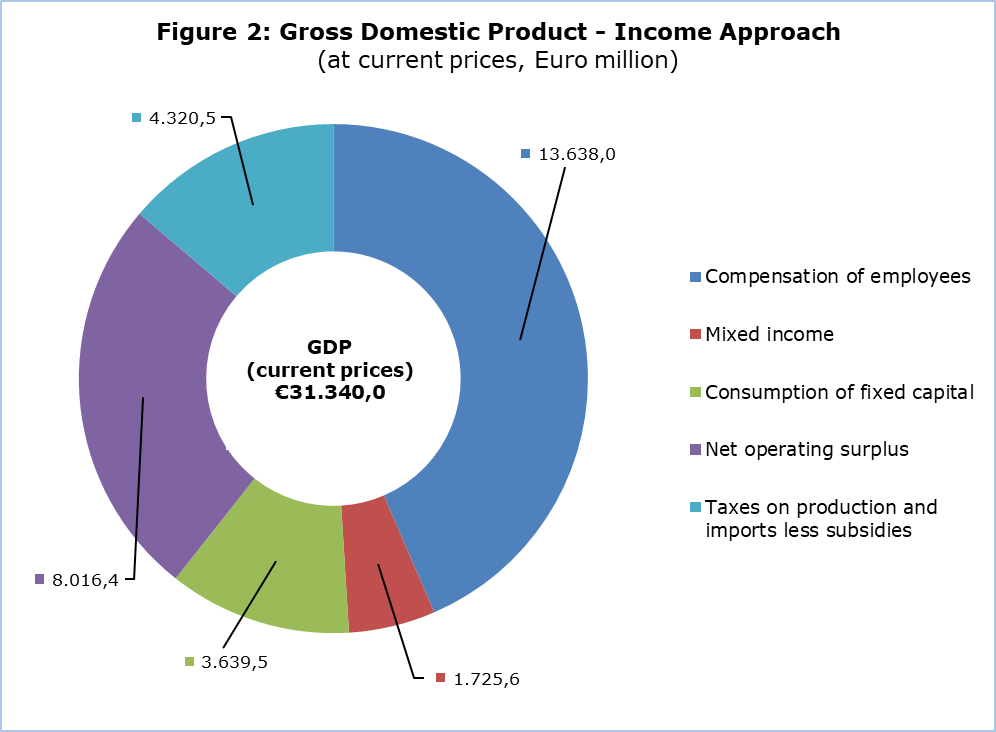 Figure 2: Gross Domestic Product - Income Approach
(at current prices, Euro million)
4.320,5
13.638,0
GDP
(current prices)
€31.340,0
8.016,4
3.639,5
1.725,6
Compensation of employees
Mixed income
Consumption of fixed capital
Net operating surplus
Taxes on production and
imports less subsidies